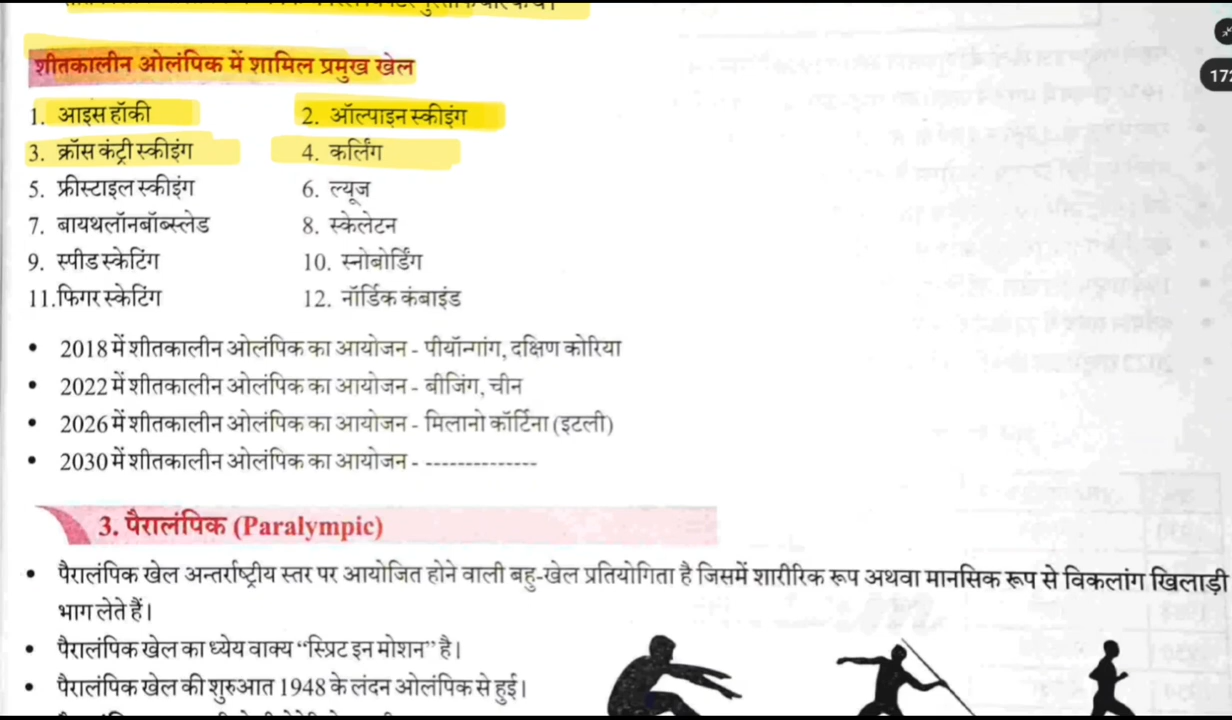 शीतकालीन ओलंपिक में शामिल प्रमुख खेल
1. आइस हॉकी 2. ऑल्पाइन स्कीइंग
3. क्रॉस कंट्री स्कीइंग 4. कर्लिंग
5. फ्रीस्टाइल स्कीइंग 6. ल्यूज
7. बायथलॉनबॉब्स्लेड 8. स्केलेटन
9. स्पीड स्केटिंग 10. स्नोबोर्डिंग
11.फिगर स्केटिंग 12. नॉर्डिक कंबाइंड
• 2018 में शीतकालीन ओलंपिक का आयोजन - पीयॉन्गांग, दक्षिण कोरिया
• 2022 में शीतकालीन ओलंपिक का आयोजन - बीजिंग, चीन
• 2026 में शीतकालीन ओलंपिक का आयोजन - मिलानो कॉर्टिना (इटली)
• 2030 में शीतकालीन ओलंपिक का आयोजन - --------------
3. पैरालंपिक (Paralympic)
• पैरालंपिक खेल अन्तर्राष्ट्रीय स्तर पर आयोजित होने वाली बहु-खेल प्रतियोगिता है जिसमें शारीरिक रूप अथवा मानसिक रूप से विकलांग खिलाड़ी
भाग लेते हैं।
• पैरालंपिक खेल का ध्येय वाक्य “स्प्रिट इन मोशन” है।
• पैरालंपिक खेल की शुरुआत 1948 के लंदन ओलंपिक से हुई।